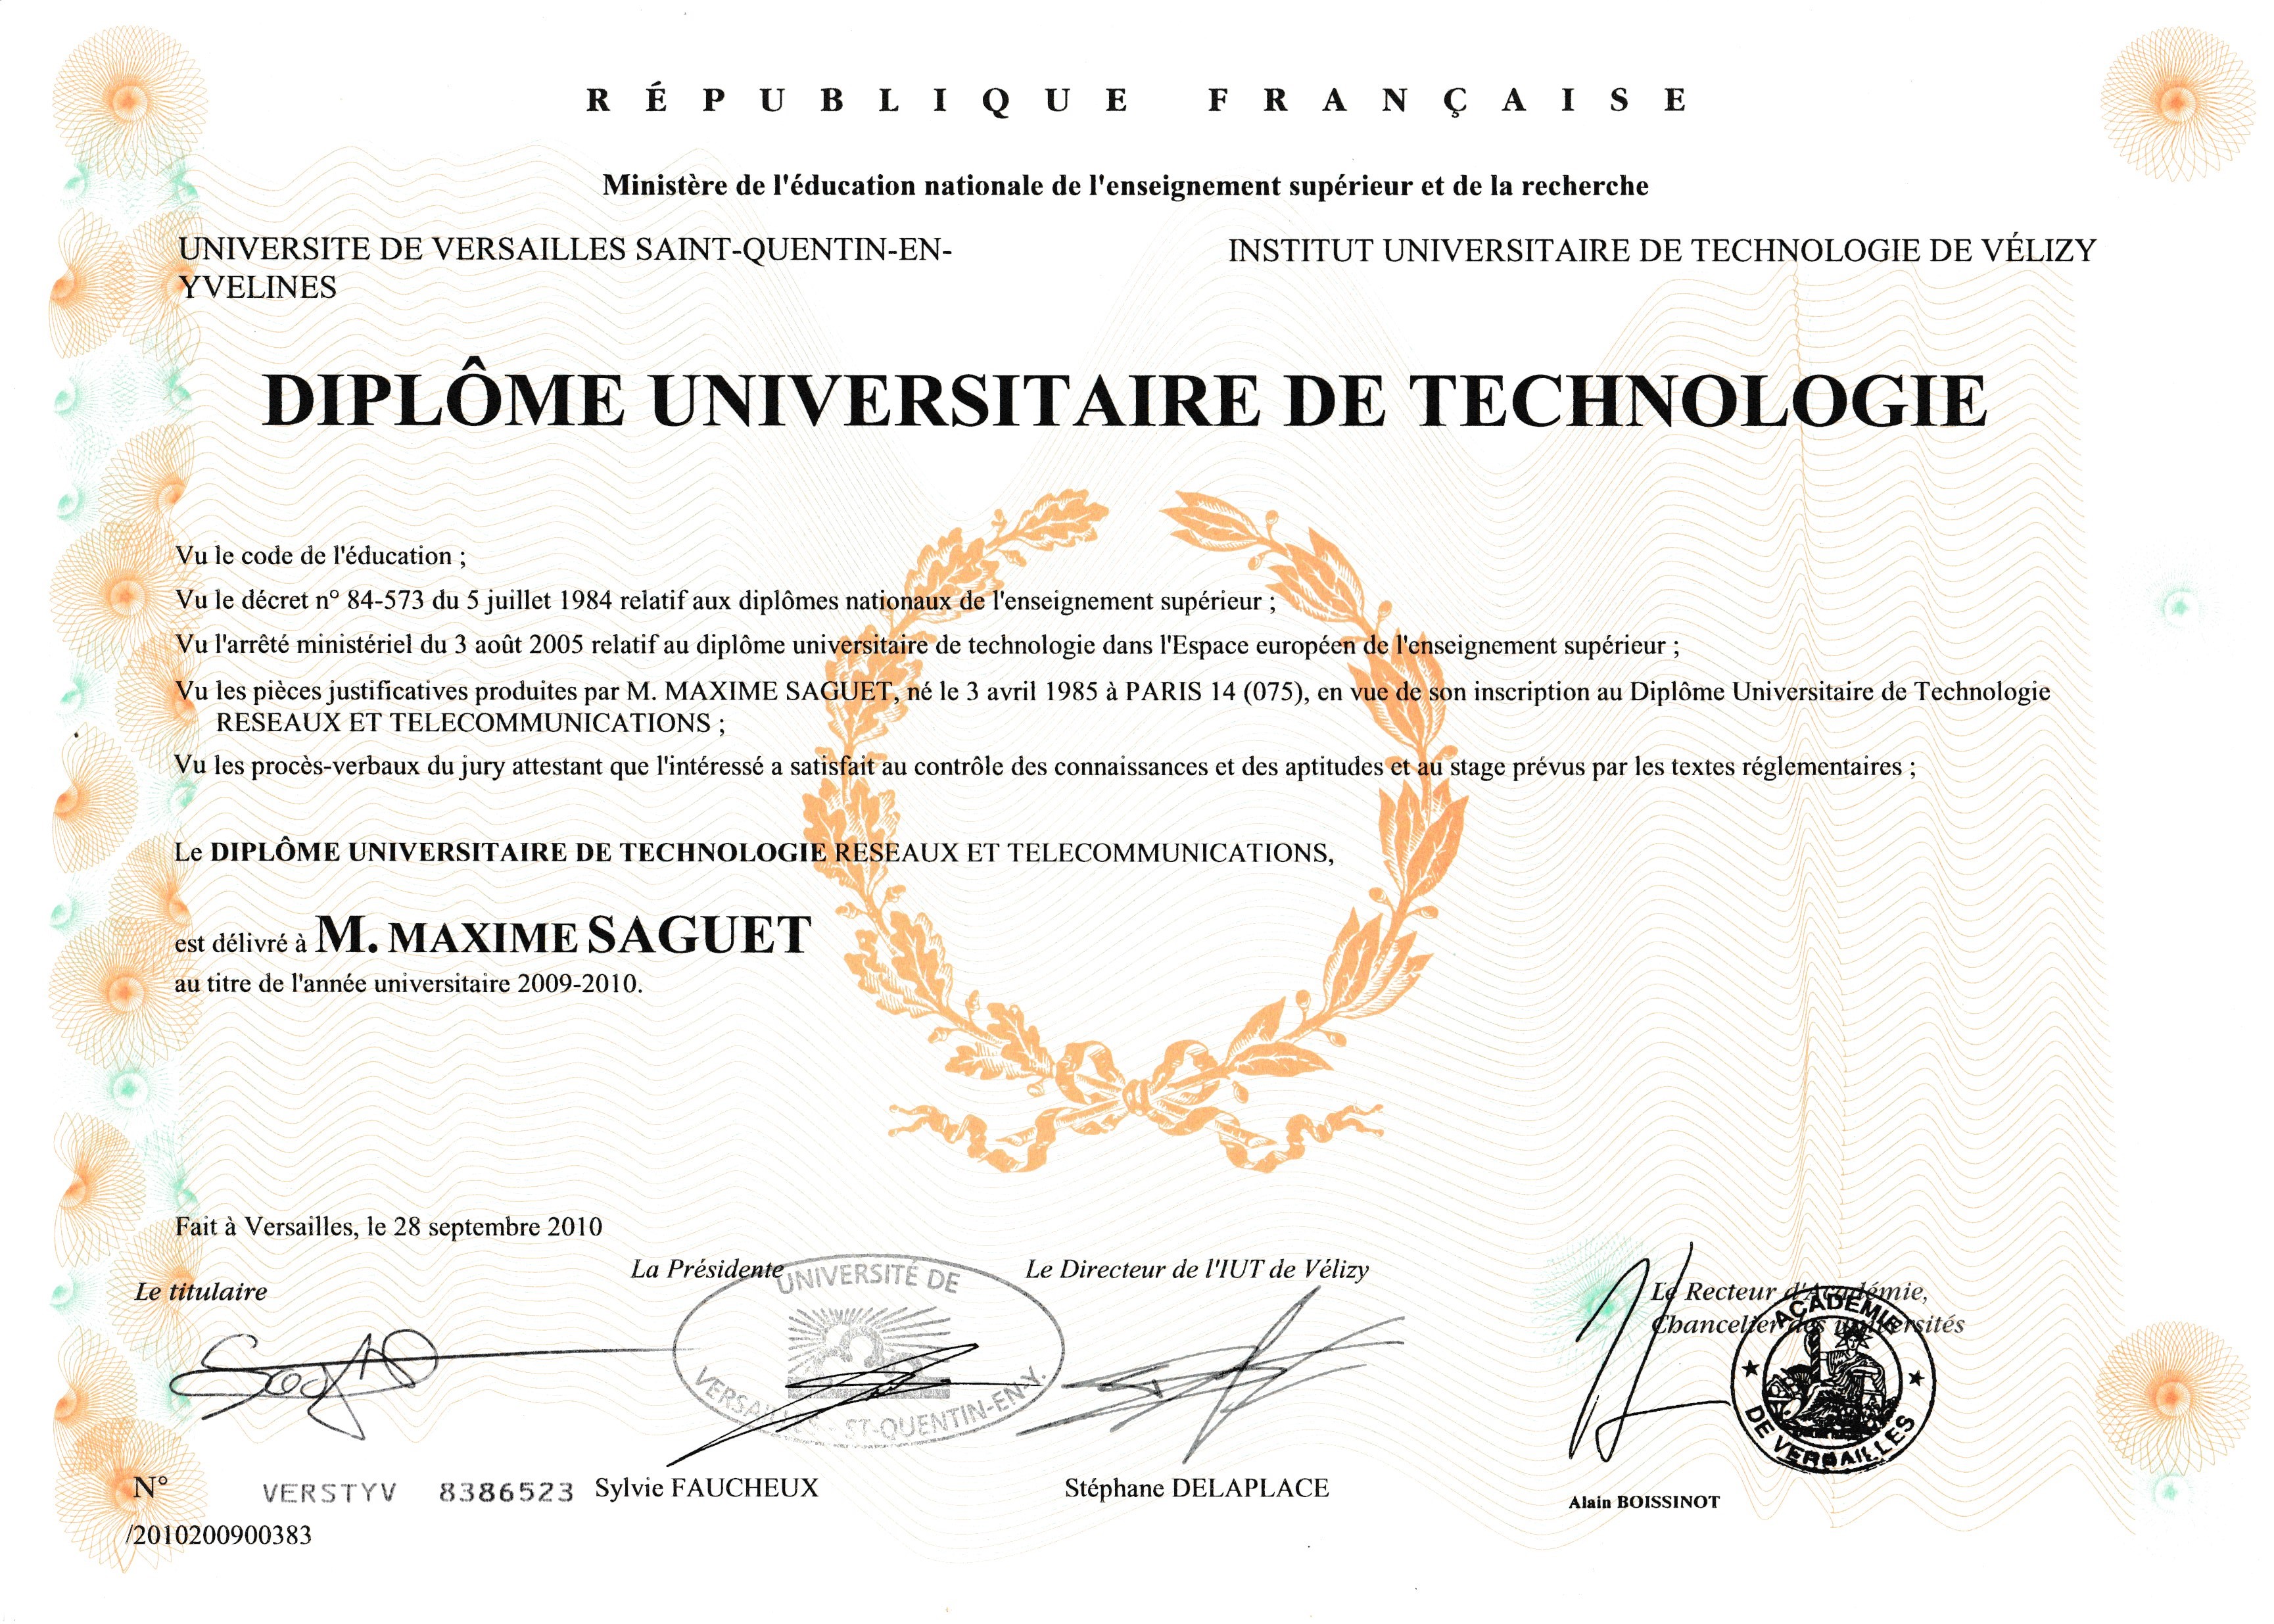 RÉPUBLIQUE FRANÇAISE
Ministère de l'éducation nationale de l'enseignement supérieur et de la recherche
UNIVERSITE DE VERSAILLES SAINT-QUENTIN-EN-
YVELINES
INSTITUT UNIVERSITAIRE DE TECHNOLOGIE DE VÉLIZY
DIPLÔME UNIVERSITAIRE DE TECHNOLOGIE
Vu le code de l'éducation ;
Vu le décret n° 84-573 du 5 juillet 1984 relatif aux diplômes nationaux de l'enseignement supérieur ;
Vu l'arrêté ministériel du 3 août 2005 relatif au diplôme universitaire de technologie dans l'Espace européen de l'enseignement supérieur ;
Vu les pièces justificatives produites par M. MAXIME SAGUET, né le 3 avril 1985 à PARIS 14 (075), en vue de son inscription au Diplôme Universitaire de Technologie
RESEAUX ET TELECOMMUNICATIONS ;
Vu les procès-verbaux du jury attestant que l'intéressé a satisfait au contrôle des connaissances et des aptitudes et au stage prévus par les textes réglementaires ;
Le DIPLÔME UNIVERSITAIRE DE TECHNOLOGIE RESEAUX ET TELECOMMUNICATIONS,
est délivré à M. MAXIME SAGUET
au titre de l'année universitaire 2009-2010.
Fait à Versailles, le 28 septembre 2010
Le titulaire
La Présidente
Le Directeur de l'IUT de Vélizy
Le Recteur d'Académie,
Chancelier des universités
UNIVERSITÉ DE
VERSAILLES - ST-QUENTIN-EN-Y.
ACADÉMIE
DE VERSAILLES
N° VERSTYV 8386523
Sylvie FAUCHEUX
Stéphane DELAPLACE
Alain BOISSINOT
/2010200900383